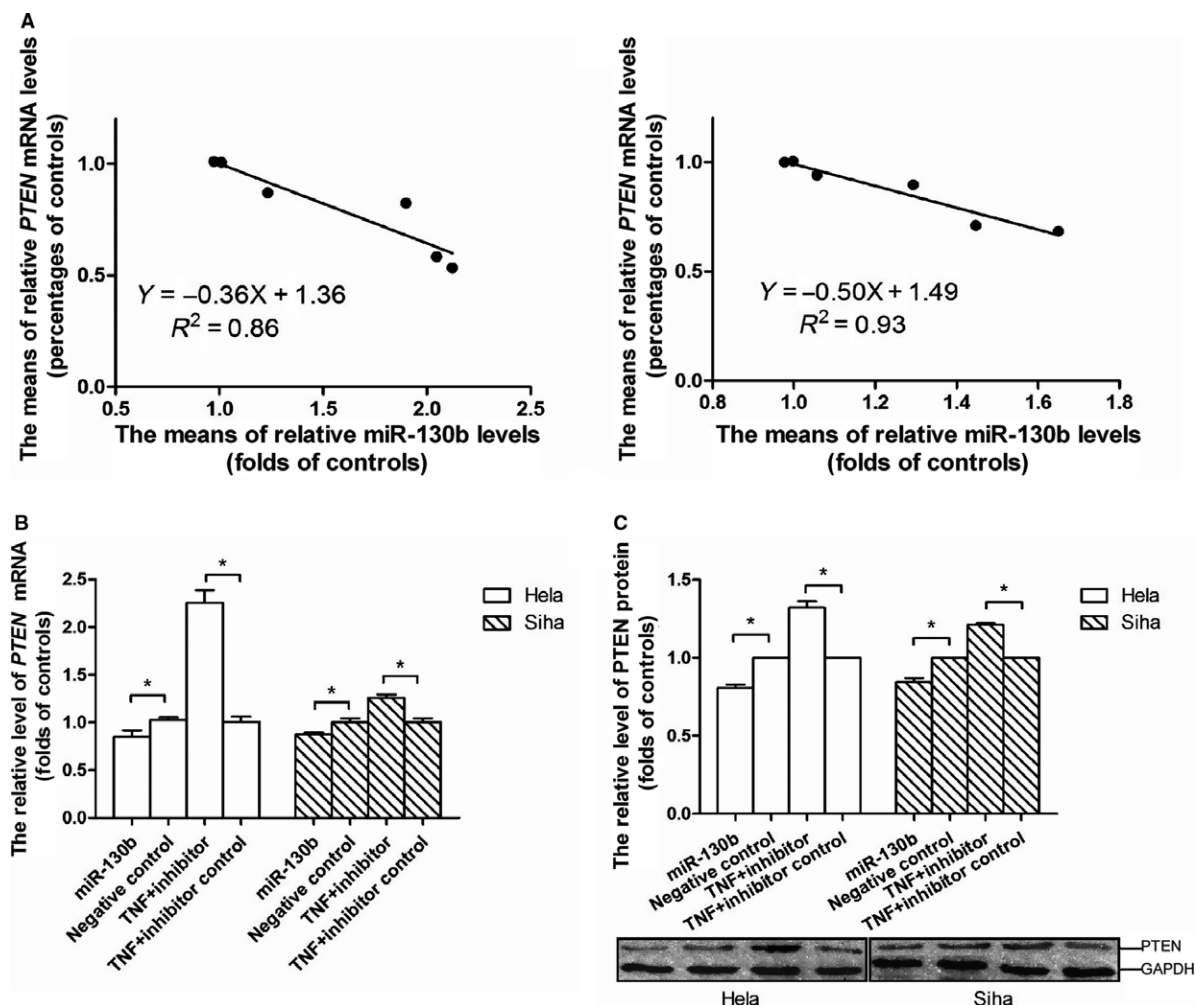 A
The means of relative PTEN mRNA levels
(percentages of controls)
1.0
0.5
0.0
0.5
1.0
1.5
2.0
2.5
Y = –0.36X + 1.36
R² = 0.86
The means of relative miR-130b levels
(folds of controls)
The means of relative PTEN mRNA levels
(percentages of controls)
1.0
0.5
0.0
0.8
1.0
1.2
1.4
1.6
1.8
Y = –0.50X + 1.49
R² = 0.93
The means of relative miR-130b levels
(folds of controls)
B
The relative level of PTEN mRNA
(folds of controls)
2.5
2.0
1.5
1.0
0.5
0.0
*
*
*
*
Hela
Siha
miR-130b
Negative control
TNF+inhibitor
TNF+inhibitor control
miR-130b
Negative control
TNF+inhibitor
TNF+inhibitor control
C
The relative level of PTEN protein
(folds of controls)
1.5
1.0
0.5
0.0
*
*
*
*
Hela
Siha
miR-130b
Negative control
TNF+inhibitor
TNF+inhibitor control
miR-130b
Negative control
TNF+inhibitor
TNF+inhibitor control
PTEN
GAPDH
Hela
Siha